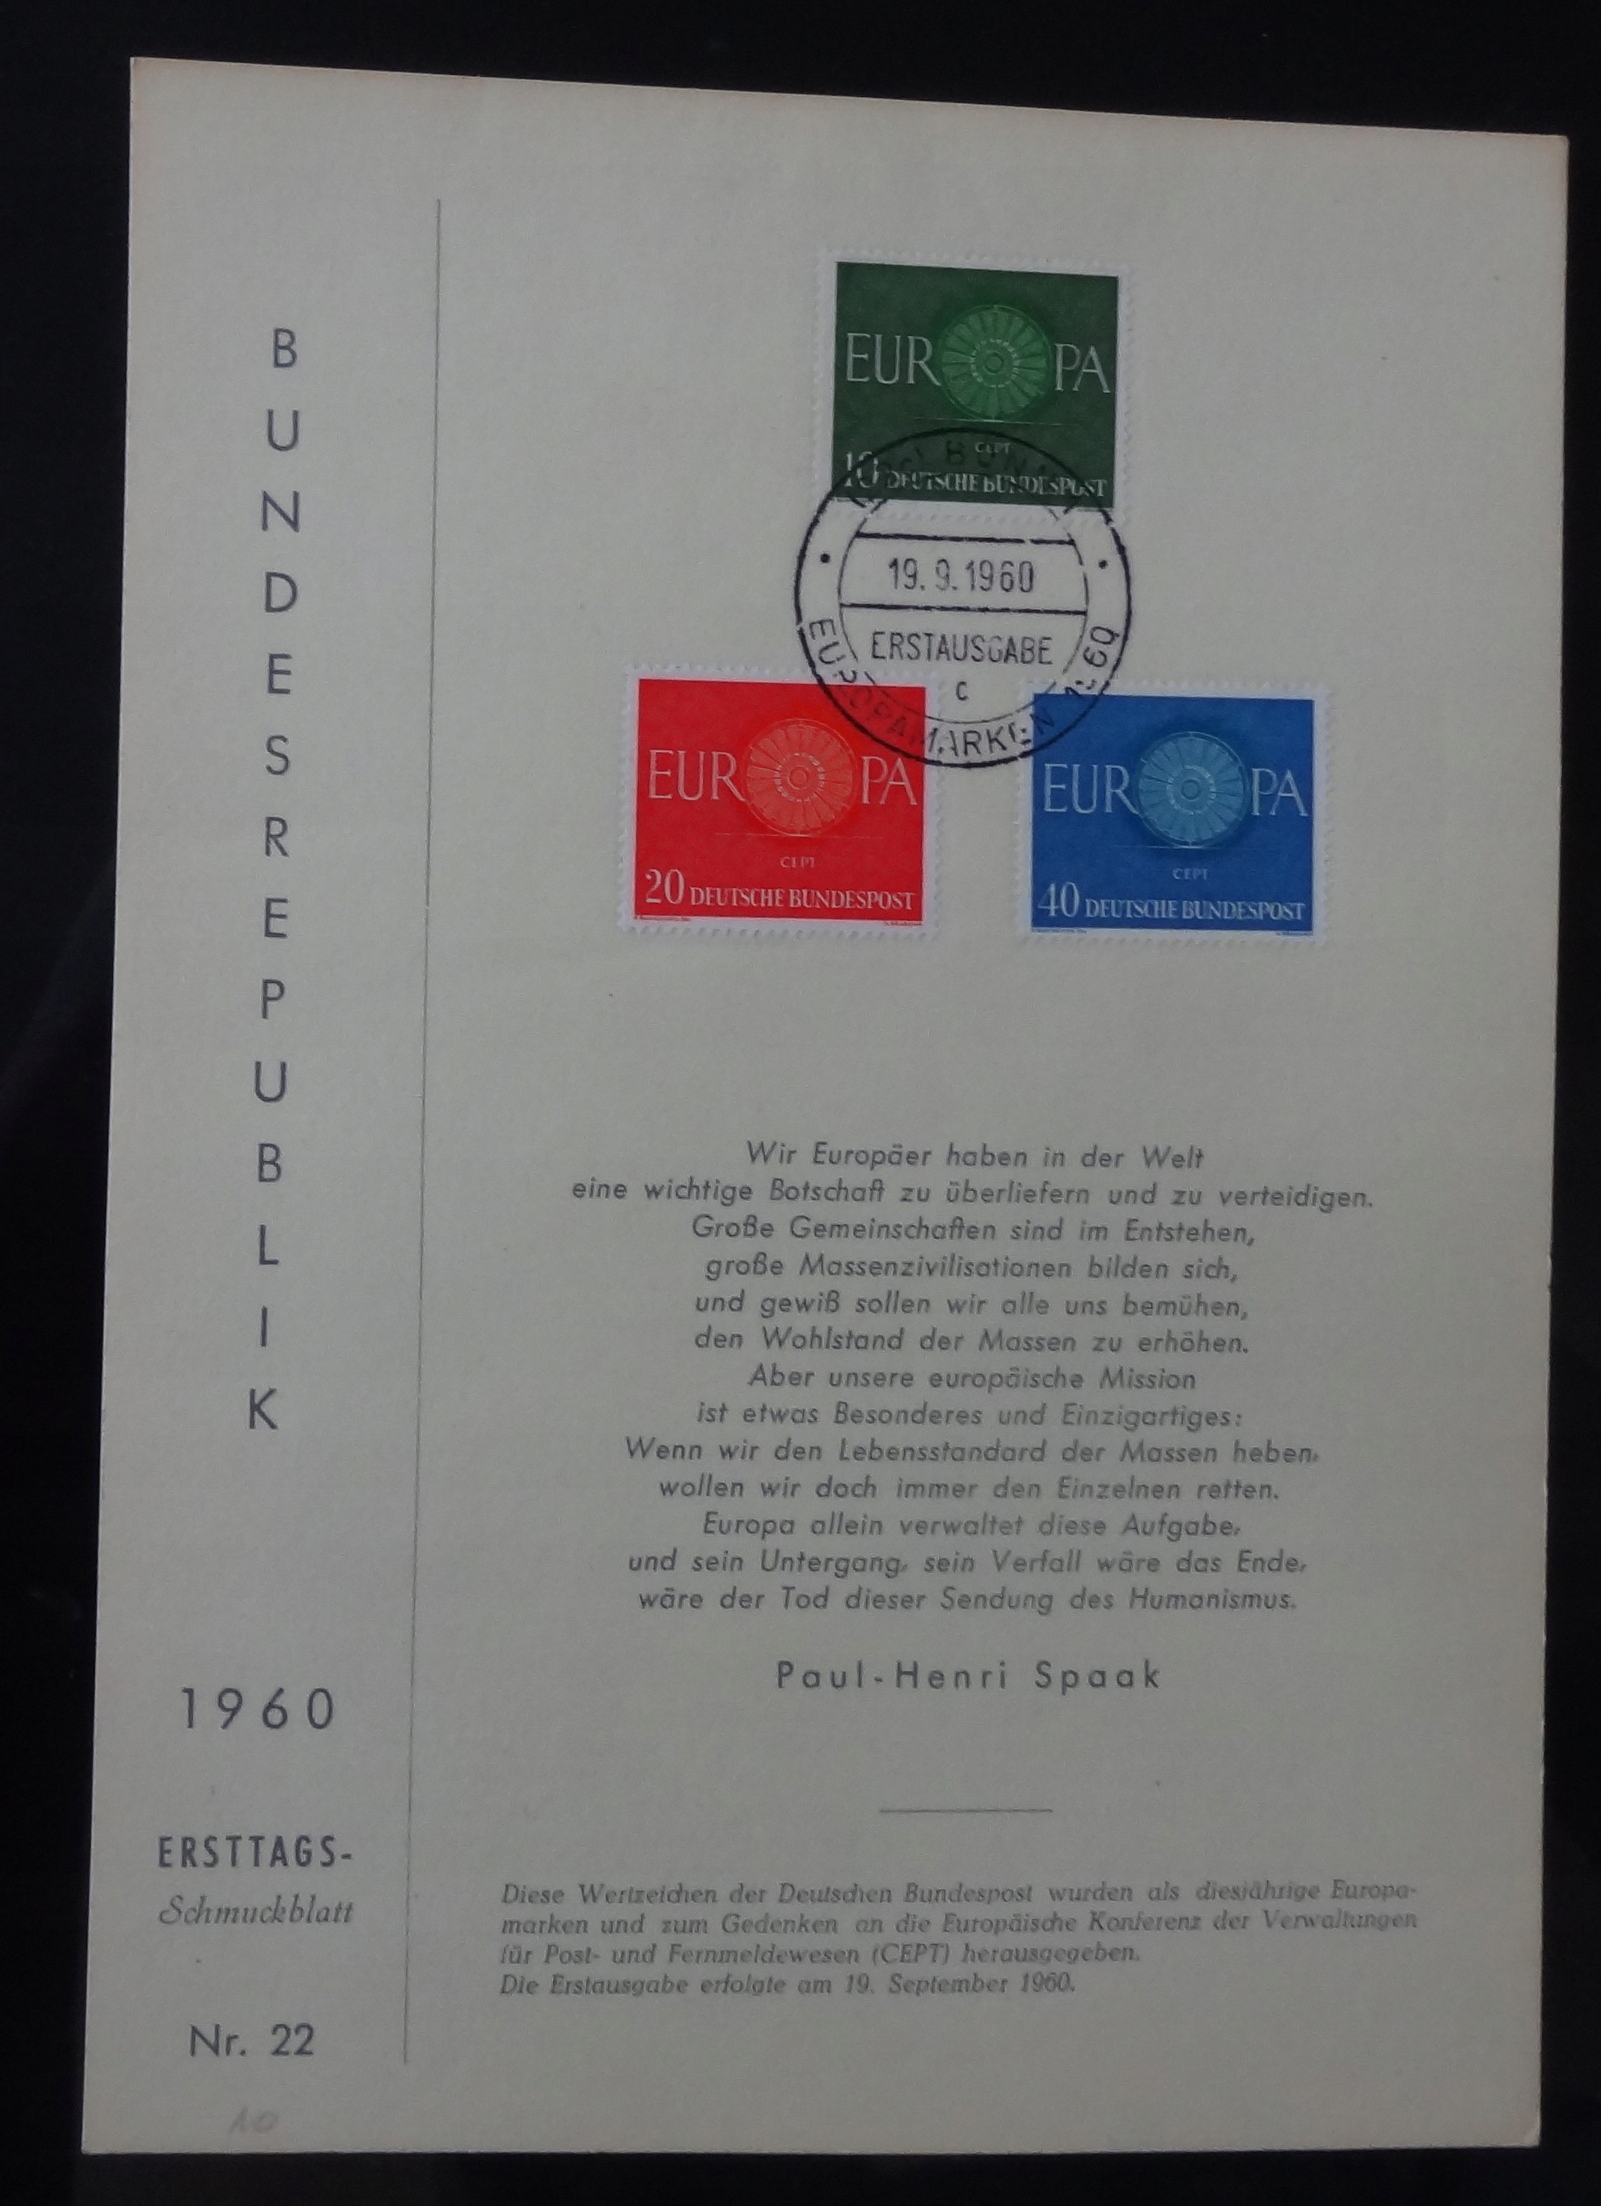 EUROPA
CEPT
10 DEUTSCHE BUNDESPOST
BONN
19.9.1960
ERSTAUSGABE
c
EUROPAMARKEN 1960
EUROPA
CEPT
20 DEUTSCHE BUNDESPOST
EUROPA
CEPT
40 DEUTSCHE BUNDESPOST
BUNDESREPUBLIK
1960
ERSTTAGS-
Schmuckblatt
Nr. 22
10
Wir Europäer haben in der Welt
eine wichtige Botschaft zu überliefern und zu verteidigen.
Große Gemeinschaften sind im Entstehen,
große Massenzivilisationen bilden sich,
und gewiß sollen wir alle uns bemühen,
den Wohlstand der Massen zu erhöhen.
Aber unsere europäische Mission
ist etwas Besonderes und Einzigartiges:
Wenn wir den Lebensstandard der Massen heben,
wollen wir doch immer den Einzelnen retten.
Europa allein verwaltet diese Aufgabe,
und sein Untergang, sein Verfall wäre das Ende,
wäre der Tod dieser Sendung des Humanismus.
Paul-Henri Spaak
Diese Wertzeichen der Deutschen Bundespost wurden als diesjährige Europa-
marken und zum Gedenken an die Europäische Konferenz der Verwaltungen
für Post- und Fernmeldewesen (CEPT) herausgegeben.
Die Erstausgabe erfolgte am 19. September 1960.